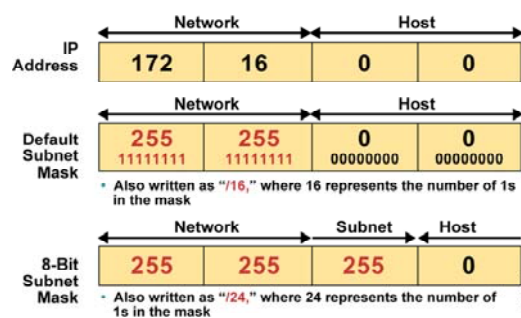 Network Host
IP
Address
172 16 0 0
Network Host
Default
Subnet
Mask
255 255 0 0
11111111 11111111 00000000 00000000
• Also written as "/16," where 16 represents the number of 1s
in the mask
Network Subnet Host
8-Bit
Subnet
Mask
255 255 255 0
- Also written as "/24," where 24 represents the number of
1s in the mask